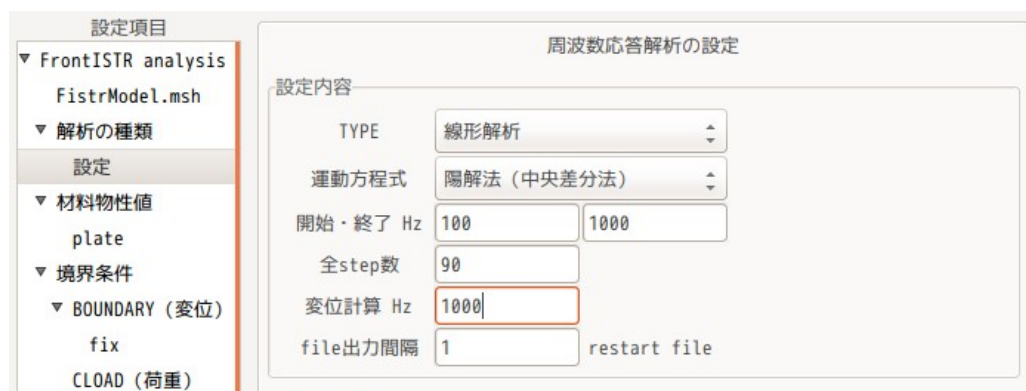 設定項目
▼ FrontISTR analysis
FistrModel.msh
▼ 解析の種類
設定
▼ 材料物性値
plate
▼ 境界条件
▼ BOUNDARY (変位)
fix
CLOAD (荷重)
周波数応答解析の設定
設定内容
TYPE 線形解析
運動方程式 陽解法 (中央差分法)
開始・終了 Hz 100 1000
全step数 90
変位計算 Hz 1000
file出力間隔 1 restart file